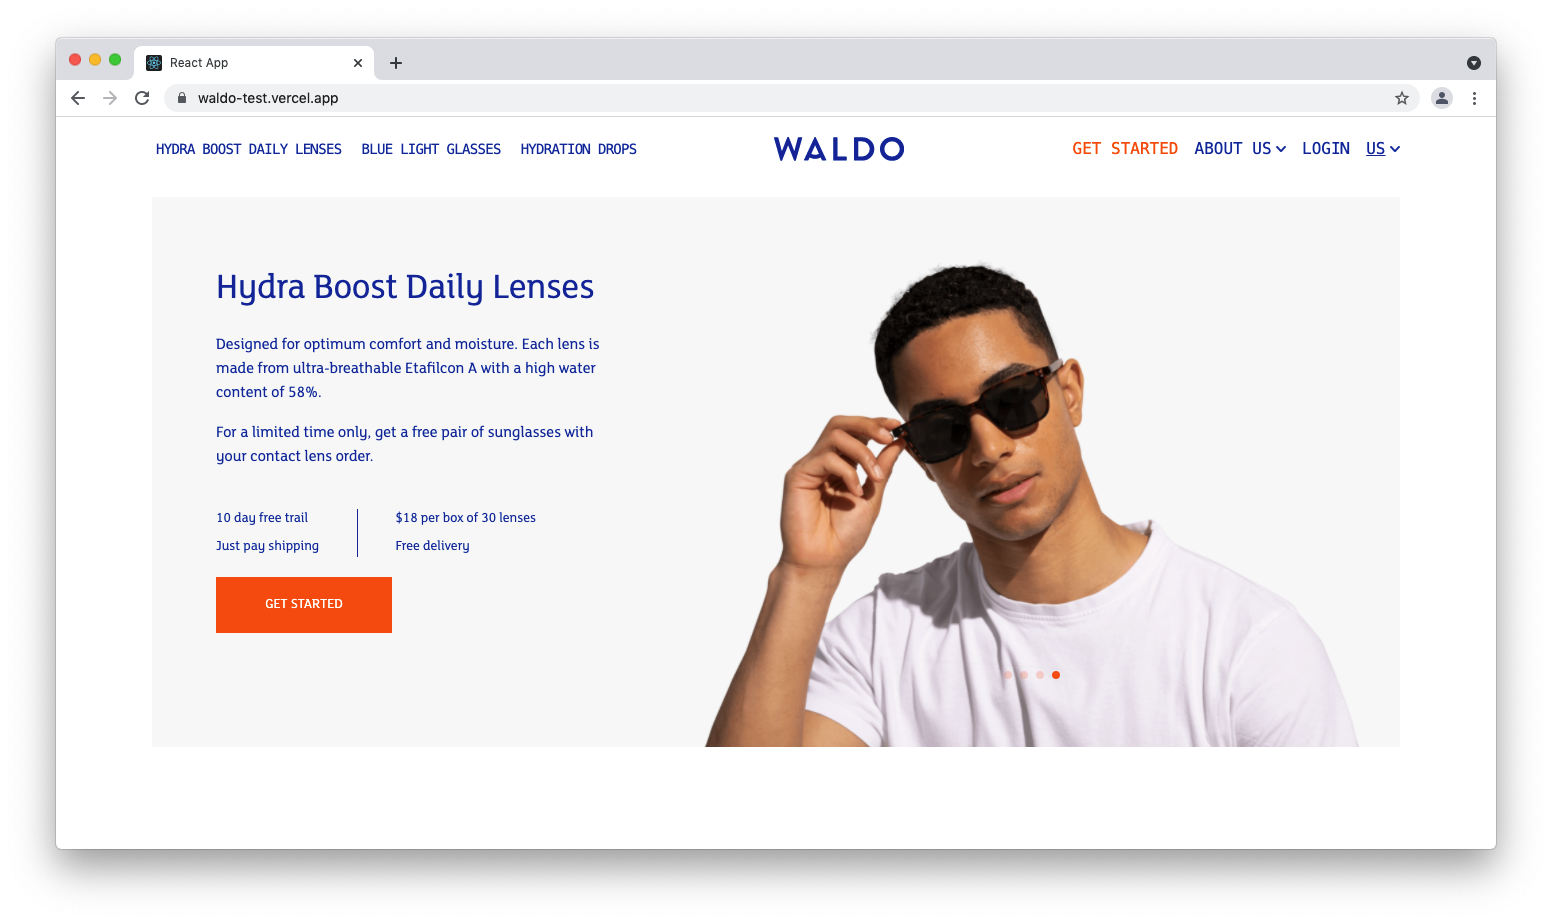 React App
waldo-test.vercel.app
HYDRA BOOST DAILY LENSES BLUE LIGHT GLASSES HYDRATION DROPS WALDO GET STARTED ABOUT US LOGIN US
Hydra Boost Daily Lenses
Designed for optimum comfort and moisture. Each lens is
made from ultra-breathable Etafilcon A with a high water
content of 58%.
For a limited time only, get a free pair of sunglasses with
your contact lens order.
10 day free trail $18 per box of 30 lenses
Just pay shipping Free delivery
GET STARTED